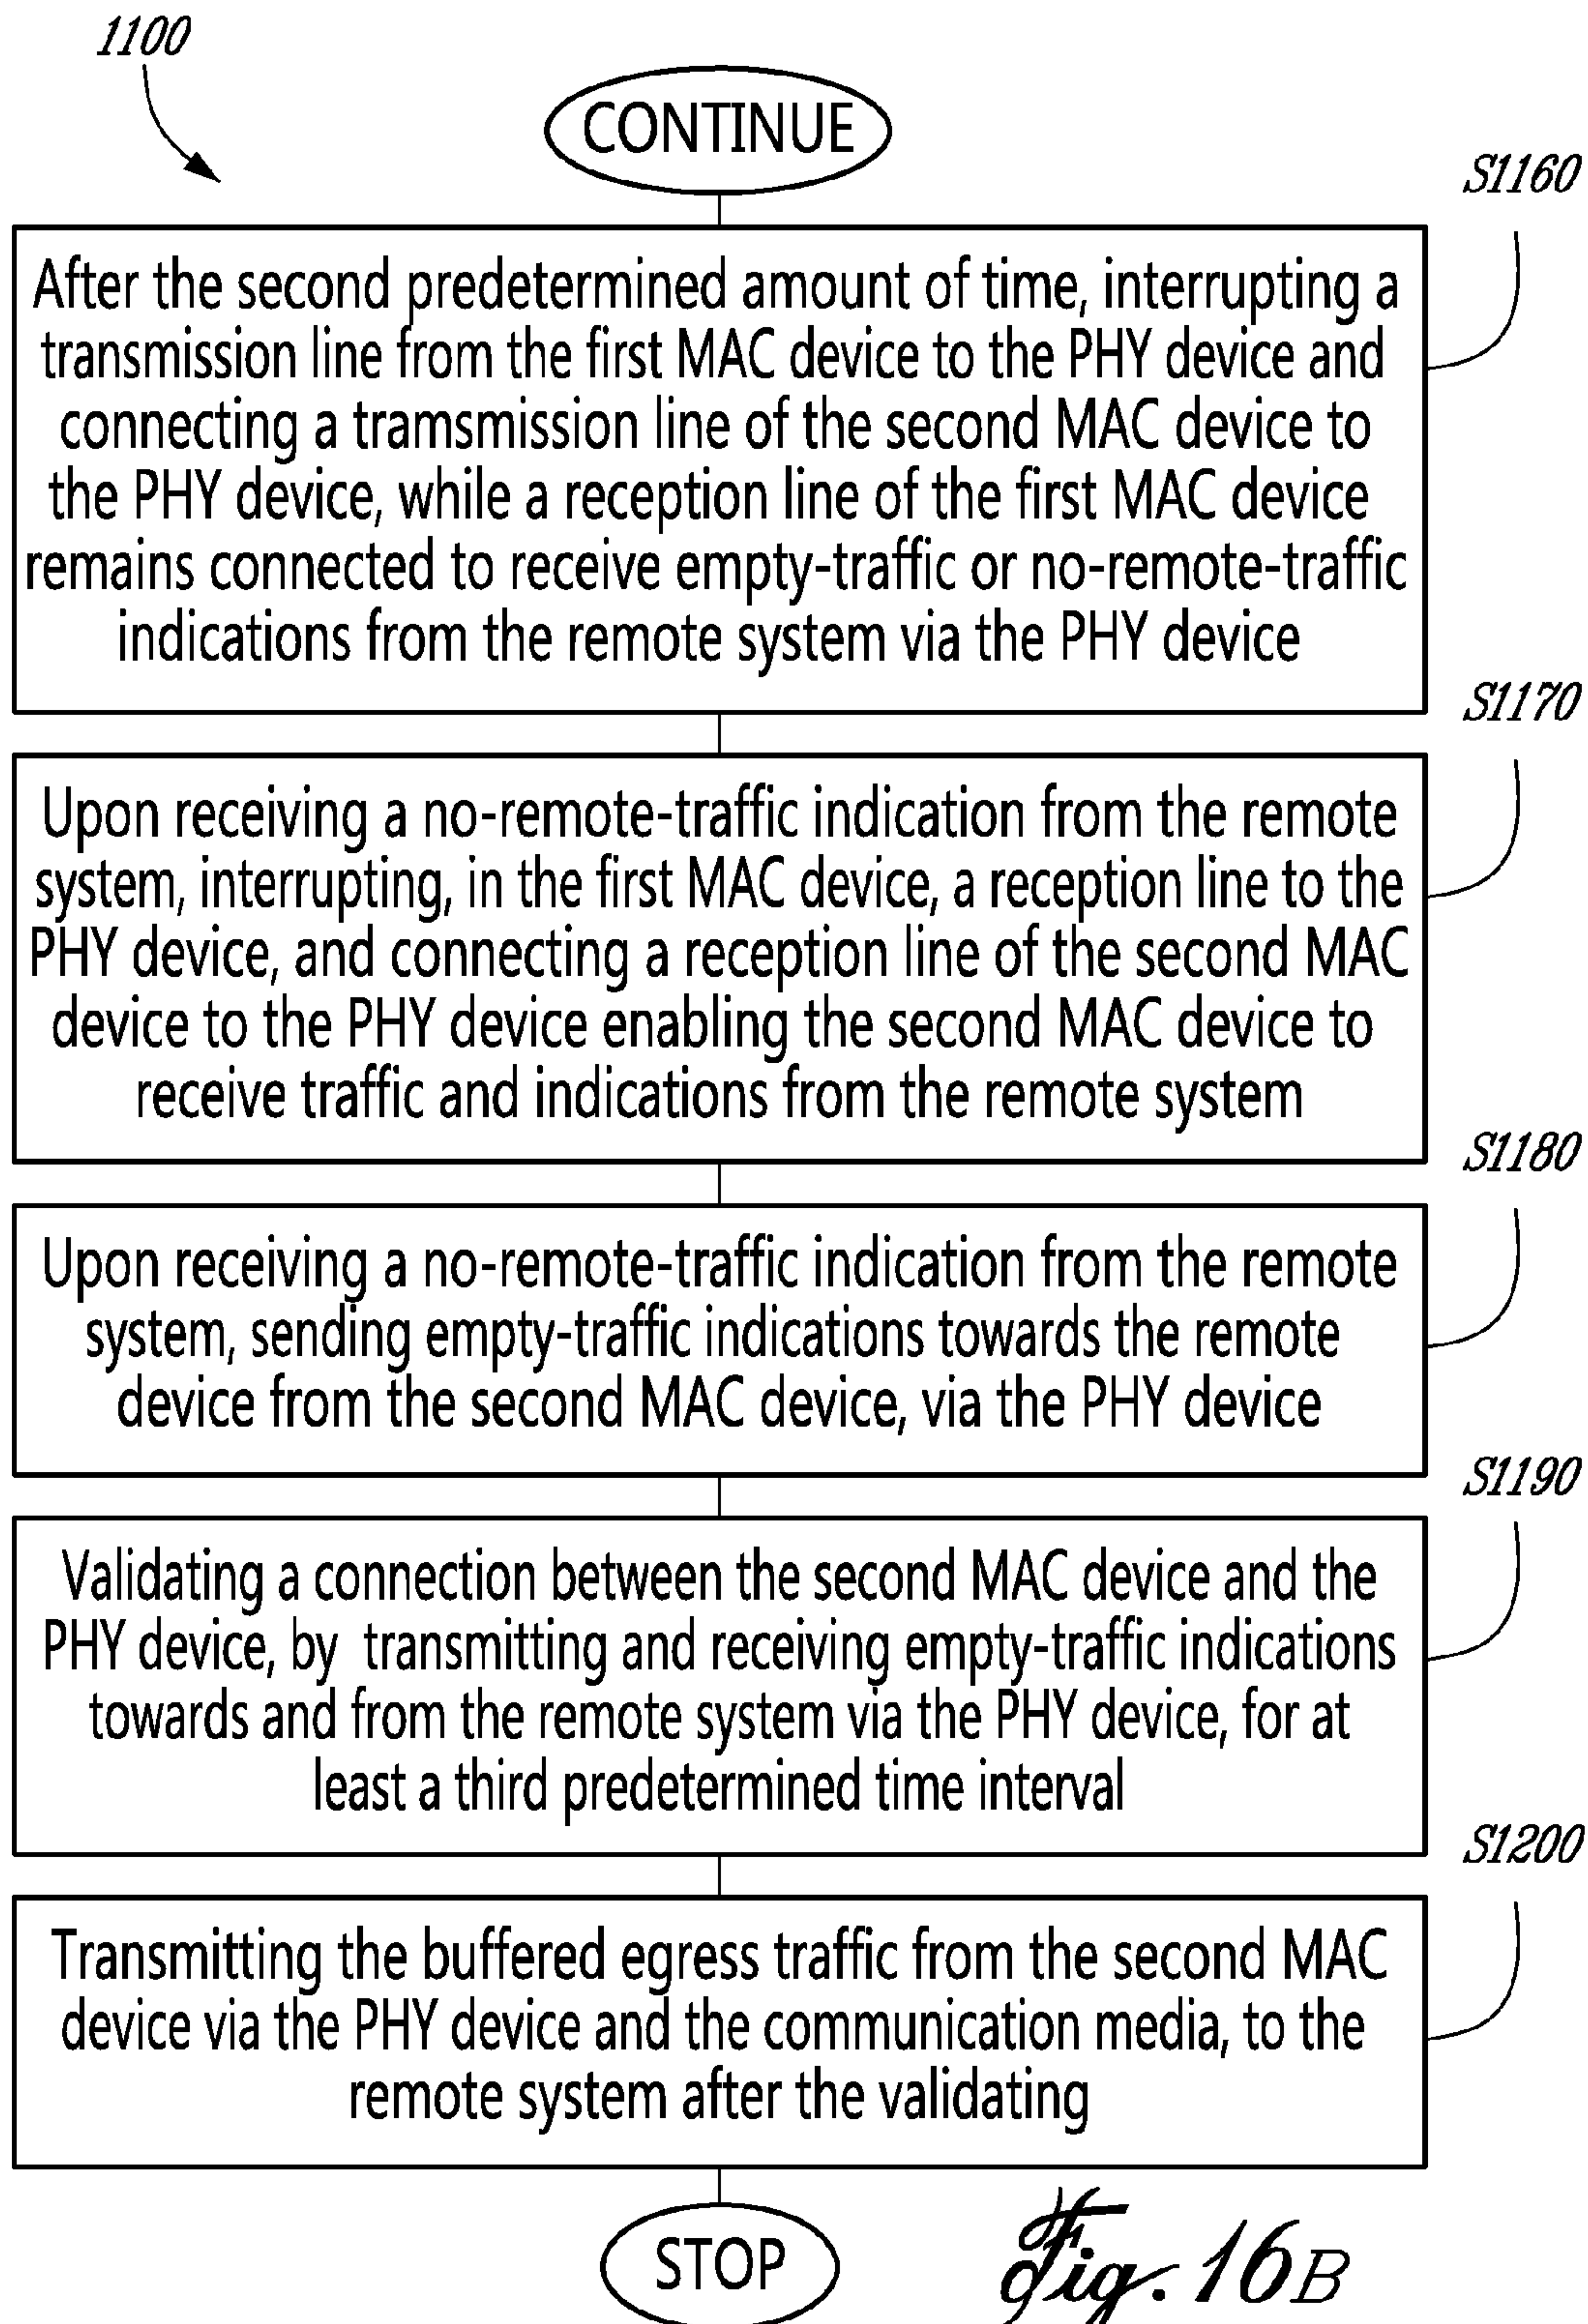 1100
CONTINUE
S1160
After the second predetermined amount of time, interrupting a
transmission line from the first MAC device to the PHY device and
connecting a tramsmission line of the second MAC device to
the PHY device, while a reception line of the first MAC device
remains connected to receive empty-traffic or no-remote-traffic
indications from the remote system via the PHY device
S1170
Upon receiving a no-remote-traffic indication from the remote
system, interrupting, in the first MAC device, a reception line to the
PHY device, and connecting a reception line of the second MAC
device to the PHY device enabling the second MAC device to
receive traffic and indications from the remote system
S1180
Upon receiving a no-remote-traffic indication from the remote
system, sending empty-traffic indications towards the remote
device from the second MAC device, via the PHY device
S1190
Validating a connection between the second MAC device and the
PHY device, by transmitting and receiving empty-traffic indications
towards and from the remote system via the PHY device, for at
least a third predetermined time interval
S1200
Transmitting the buffered egress traffic from the second MAC
device via the PHY device and the communication media, to the
remote system after the validating
STOP
Fig. 16B